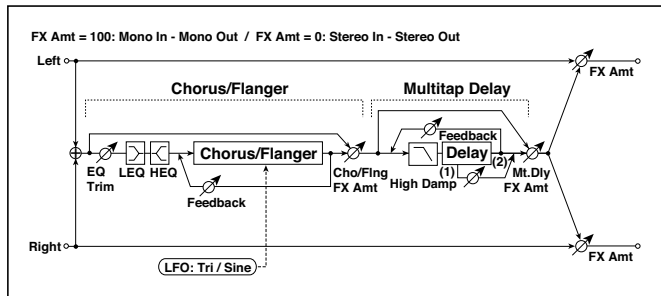 FX Amt = 100: Mono In - Mono Out / FX Amt = 0: Stereo In - Stereo Out
Left
FX Amt
Chorus/Flanger
Multitap Delay
EQ Trim
LEQ
HEQ
Chorus/Flanger
Feedback
Cho/Flng FX Amt
Feedback
High Damp
Delay
(1)
(2)
Mt.Dly FX Amt
Right
FX Amt
LFO: Tri / Sine